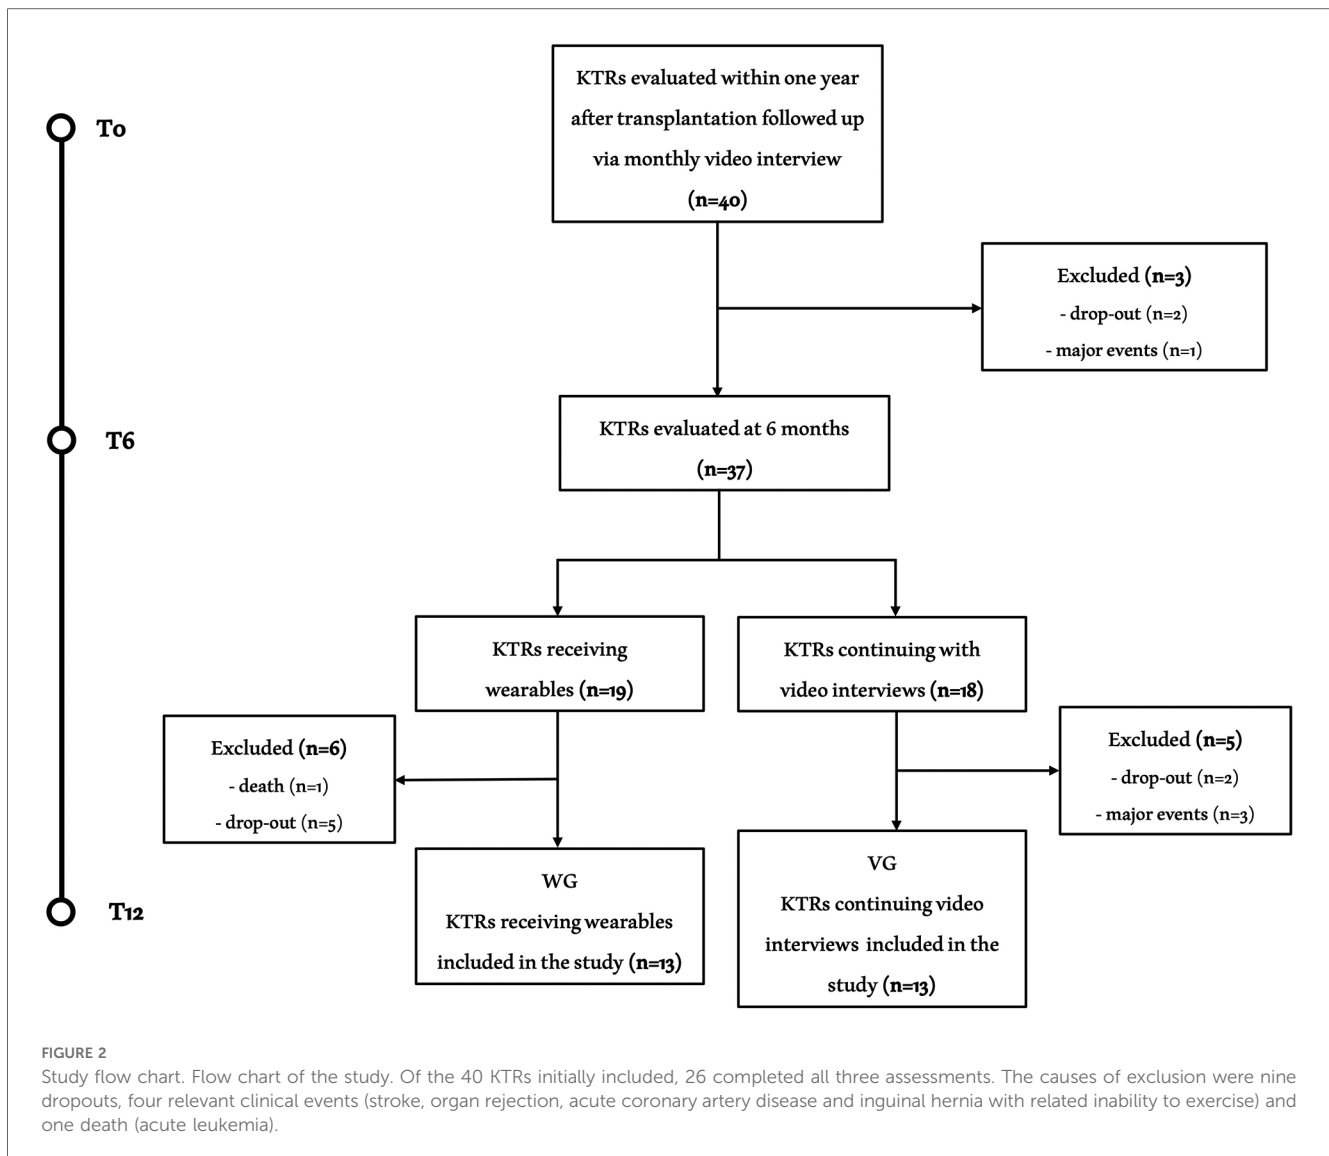 KTRs evaluated within one year
after transplantation followed up
via monthly video interview
(n=40)
T0
Excluded (n=3)
- drop-out (n=2)
- major events (n=1)
KTRs evaluated at 6 months
(n=37)
T6
KTRs receiving
wearables (n=19)
KTRs continuing with
video interviews (n=18)
Excluded (n=6)
- death (n=1)
- drop-out (n=5)
Excluded (n=5)
- drop-out (n=2)
- major events (n=3)
WG
KTRs receiving wearables
included in the study (n=13)
VG
KTRs continuing video
interviews included in the
study (n=13)
T12
FIGURE 2
Study flow chart. Flow chart of the study. Of the 40 KTRs initially included, 26 completed all three assessments. The causes of exclusion were nine
dropouts, four relevant clinical events (stroke, organ rejection, acute coronary artery disease and inguinal hernia with related inability to exercise) and
one death (acute leukemia).